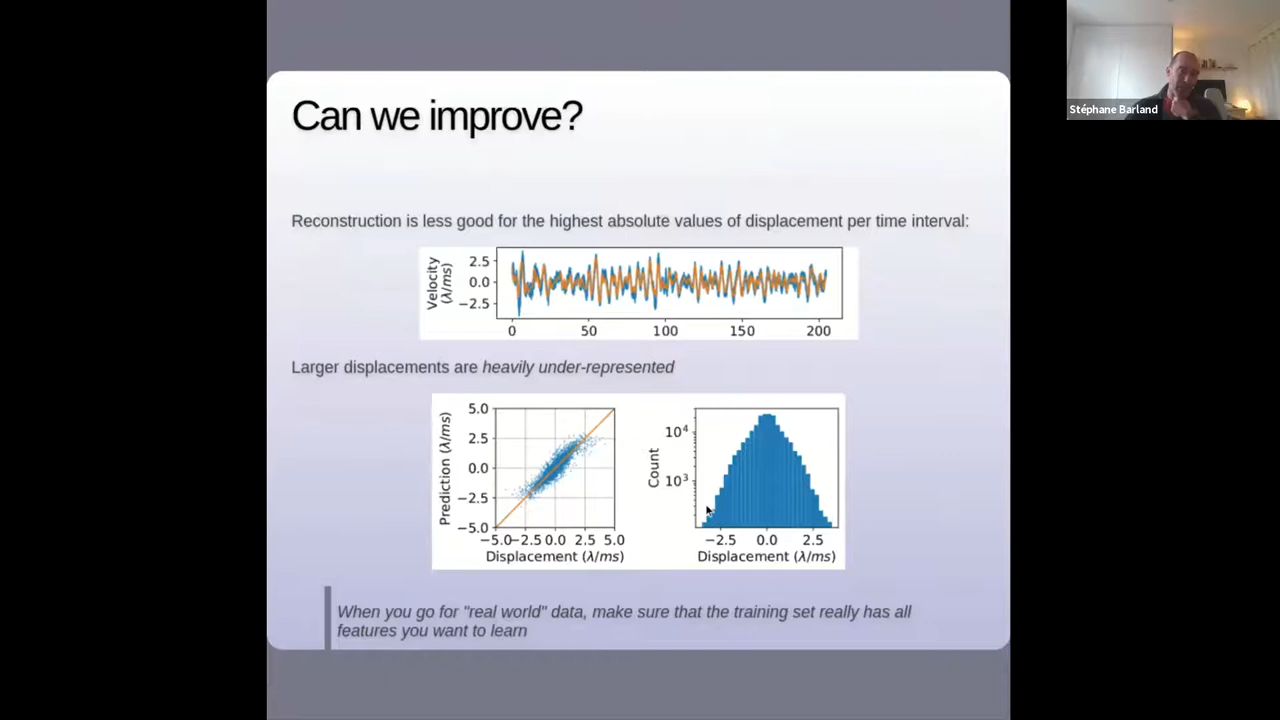 Can we improve?
Stéphane Barland
Reconstruction is less good for the highest absolute values of displacement per time interval:
Velocity
(λ/ms)
2.5
0.0
−2.5
0 50 100 150 200
Larger displacements are heavily under-represented
Prediction (λ/ms)
5.0
2.5
0.0
−2.5
−5.0
−5.0−2.5 0.0 2.5 5.0
Displacement (λ/ms)
Count
10⁴
10³
−2.5 0.0 2.5
Displacement (λ/ms)
When you go for "real world" data, make sure that the training set really has all
features you want to learn